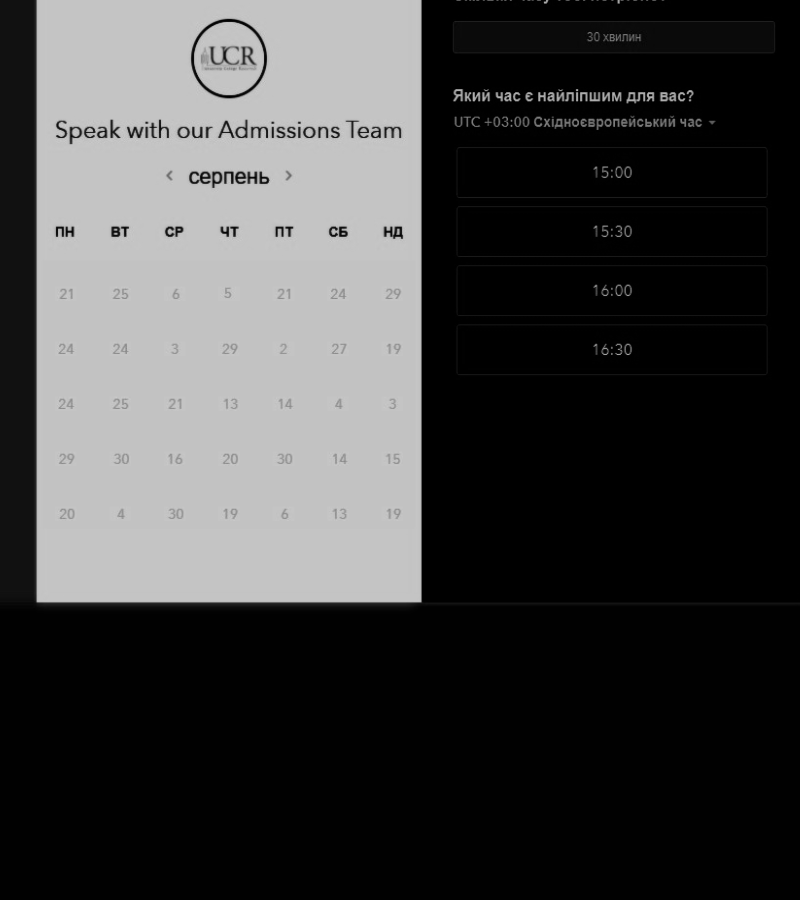 UCR
Speak with our Admissions Team
серпень
ПН ВТ СР ЧТ ПТ СБ НД
21 25 6 5 21 24 29
24 24 3 29 2 27 19
24 25 21 13 14 4 3
29 30 16 20 30 14 15
20 4 30 19 6 13 19
30 хвилин
Який час є найліпшим для вас?
UTC +03:00 Східноєвропейський час
15:00
15:30
16:00
16:30